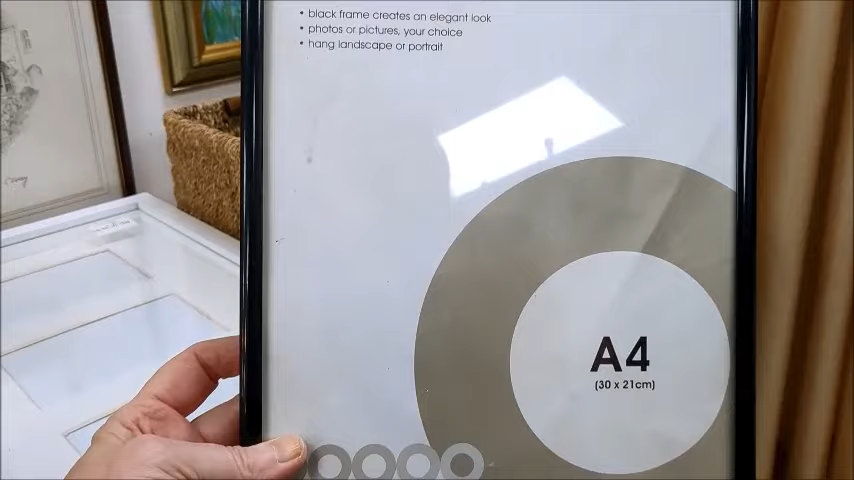 • black frame creates an elegant look
• photos or pictures, your choice
• hang landscape or portrait
A4
(30 x 21cm)